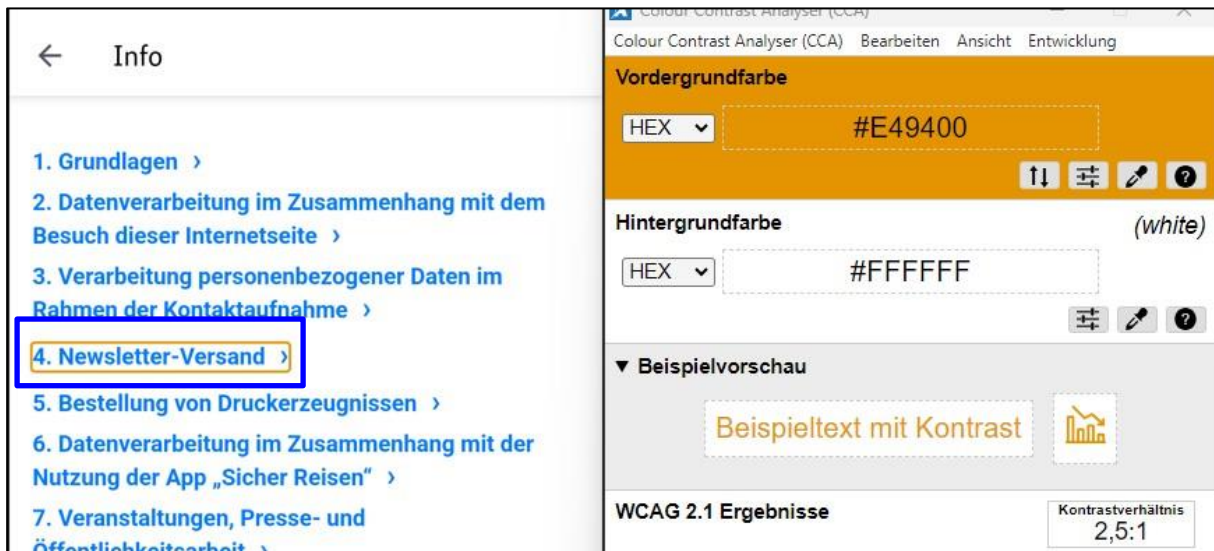 Info
1. Grundlagen ›
2. Datenverarbeitung im Zusammenhang mit dem
Besuch dieser Internetseite ›
3. Verarbeitung personenbezogener Daten im
Rahmen der Kontaktaufnahme ›
4. Newsletter-Versand ›
5. Bestellung von Druckerzeugnissen ›
6. Datenverarbeitung im Zusammenhang mit der
Nutzung der App „Sicher Reisen“ ›
7. Veranstaltungen, Presse- und
Öffentlichkeitsarbeit ›
Colour Contrast Analyser (CCA)
Colour Contrast Analyser (CCA) Bearbeiten Ansicht Entwicklung
Vordergrundfarbe
HEX #E49400
Hintergrundfarbe (white)
HEX #FFFFFF
▼ Beispielvorschau
Beispieltext mit Kontrast
WCAG 2.1 Ergebnisse
Kontrastverhältnis
2,5:1